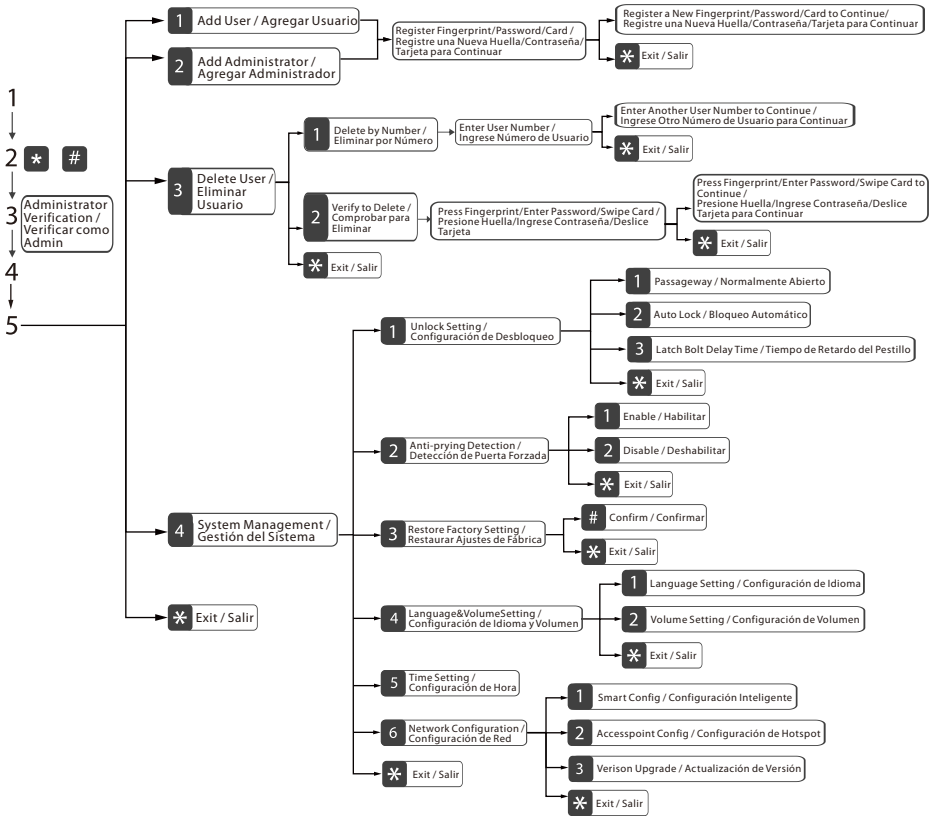 1
2 * #
3 Administrator
Verification /
Verificar como
Admin
4
5
1 Add User / Agregar Usuario
2 Add Administrator /
Agregar Administrador
Register Fingerprint/Password/Card /
Registre una Nueva Huella/Contraseña/
Tarjeta para Continuar
Register a New Fingerprint/Password/Card to Continue/
Registre una Nueva Huella/Contraseña/Tarjeta para Continuar
* Exit / Salir
3 Delete User /
Eliminar
Usuario
1 Delete by Number /
Eliminar por Número
Enter User Number /
Ingrese Número de Usuario
Enter Another User Number to Continue /
Ingrese Otro Número de Usuario para Continuar
* Exit / Salir
2 Verify to Delete /
Comprobar para
Eliminar
Press Fingerprint/Enter Password/Swipe Card /
Presione Huella/Ingrese Contraseña/Deslice
Tarjeta
Press Fingerprint/Enter Password/Swipe Card to
Continue /
Presione Huella/Ingrese Contraseña/Deslice
Tarjeta para Continuar
* Exit / Salir
* Exit / Salir
4 System Management /
Gestión del Sistema
1 Unlock Setting /
Configuración de Desbloqueo
1 Passageway / Normalmente Abierto
2 Auto Lock / Bloqueo Automático
3 Latch Bolt Delay Time / Tiempo de Retardo del Pestillo
* Exit / Salir
2 Anti-prying Detection /
Detección de Puerta Forzada
1 Enable / Habilitar
2 Disable / Deshabilitar
* Exit / Salir
3 Restore Factory Setting /
Restaurar Ajustes de Fábrica
# Confirm / Confirmar
* Exit / Salir
4 Language&VolumeSetting /
Configuración de Idioma y Volumen
1 Language Setting / Configuración de Idioma
2 Volume Setting / Configuración de Volumen
* Exit / Salir
5 Time Setting /
Configuración de Hora
6 Network Configuration /
Configuración de Red
1 Smart Config / Configuración Inteligente
2 Accesspoint Config / Configuración de Hotspot
3 Verison Upgrade / Actualización de Versión
* Exit / Salir
* Exit / Salir
* Exit / Salir